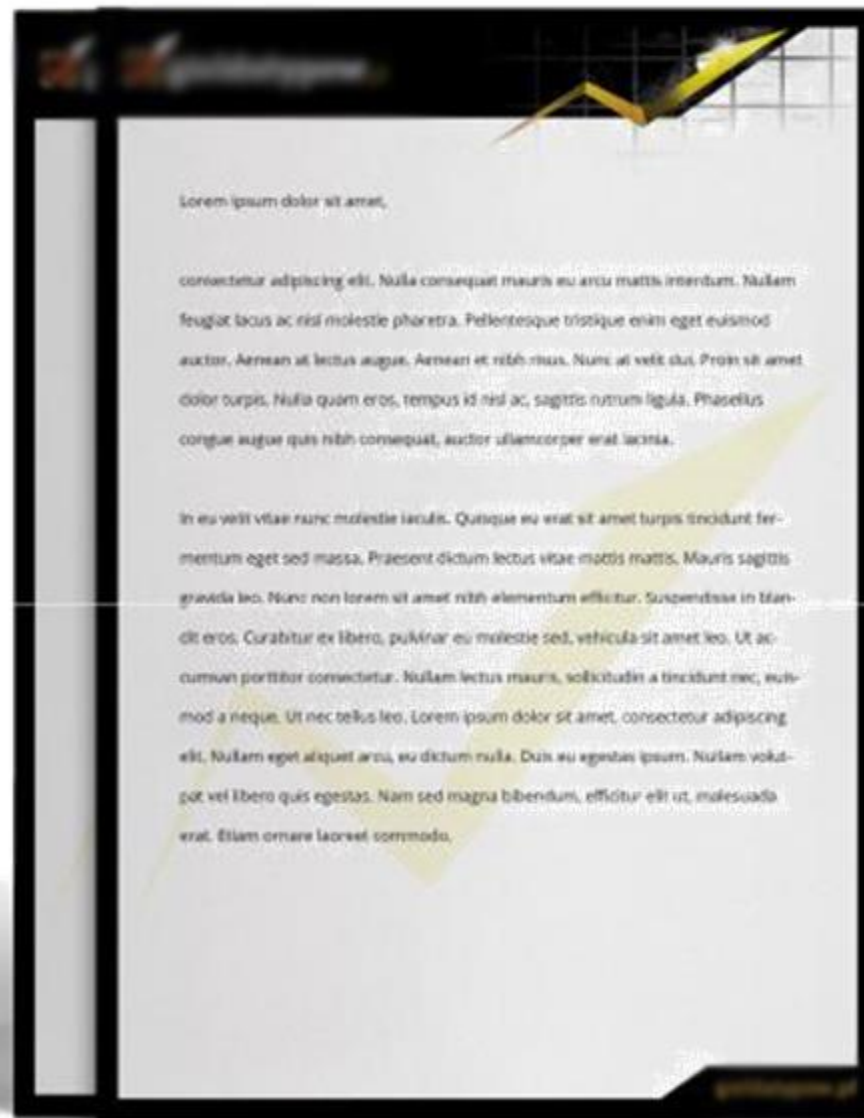 Lorem ipsum dolor sit amet,
consectetur adipiscing elit. Nulla consequat mauris eu arcu mattis interdum. Nullam
feugiat lacus ac nisl molestie pharetra. Pellentesque tristique enim eget euismod
auctor. Aenean at lectus augue. Aenean et nibh risus. Nunc at velit dui. Proin sit amet
dolor turpis. Nulla quam eros, tempus id nisl ac, sagittis rutrum ligula. Phasellus
congue augue quis nibh consequat, auctor ullamcorper erat lacinia.
In eu velit vitae nunc molestie iaculis. Quisque eu erat sit amet turpis tincidunt fer-
mentum eget sed massa. Praesent dictum lectus vitae mattis mattis. Mauris sagittis
gravida leo. Nunc non lorem sit amet nibh elementum efficitur. Suspendisse in blan-
dit eros. Curabitur ex libero, pulvinar eu molestie sed, vehicula sit amet leo. Ut ac-
cumsan porttitor consectetur. Nullam lectus mauris, sollicitudin a tincidunt nec, euis-
mod a neque. Ut nec tellus leo. Lorem ipsum dolor sit amet, consectetur adipiscing
elit. Nullam eget aliquet arcu, eu dictum nulla. Duis eu egestas ipsum. Nullam volut-
pat vel libero quis egestas. Nam sed magna bibendum, efficitur elit ut, malesuada
erat. Etiam ornare laoreet commodo.